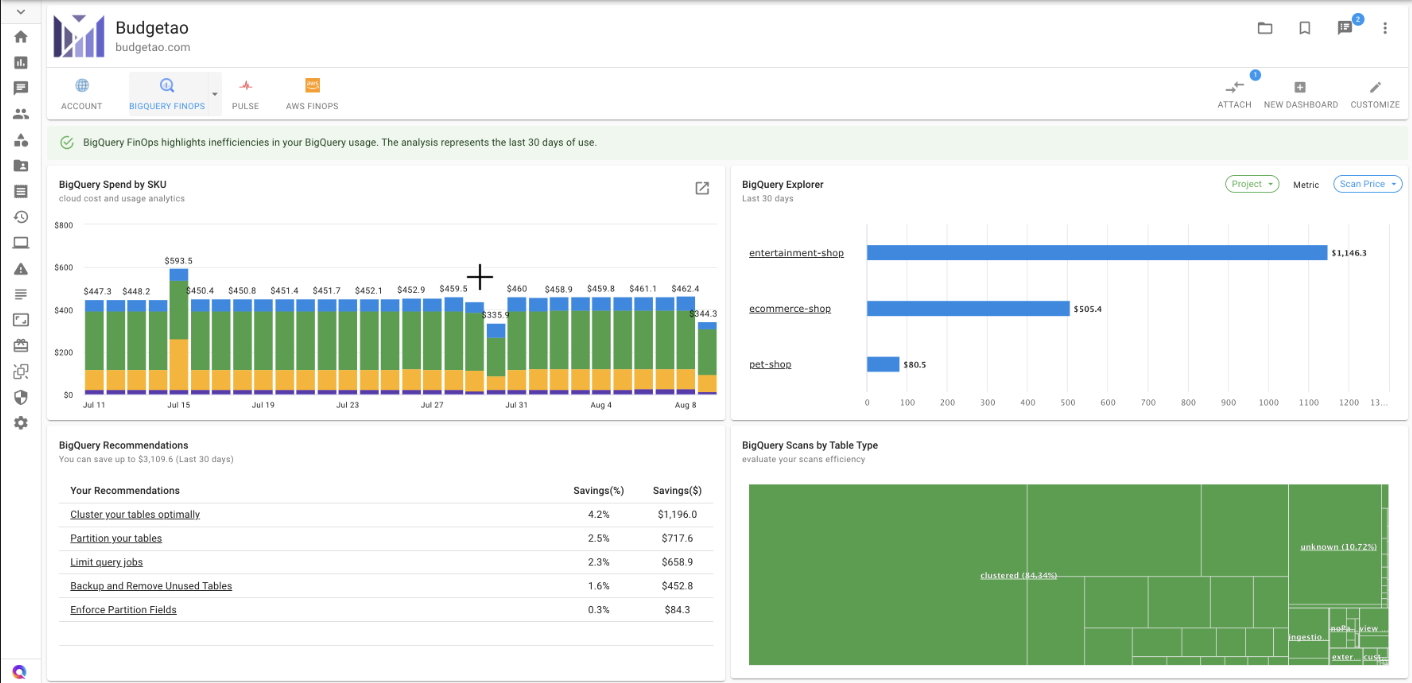 Budgetao
budgetao.com
2
ACCOUNT
BIGQUERY FINOPS
PULSE
aws
AWS FINOPS
1
ATTACH
NEW DASHBOARD
CUSTOMIZE
BigQuery FinOps highlights inefficiencies in your BigQuery usage. The analysis represents the last 30 days of use.
BigQuery Spend by SKU
cloud cost and usage analytics
$800
$600
$400
$200
$0
$447.3 $448.2 $593.5 $450.4 $450.8 $451.4 $451.7 $452.1 $452.9 $459.5 $335.9 $460 $458.9 $459.8 $461.1 $462.4 $344.3
Jul 11 Jul 15 Jul 19 Jul 23 Jul 27 Jul 31 Aug 4 Aug 8
BigQuery Explorer
Last 30 days
Project
Metric
Scan Price
entertainment-shop $1,146.3
ecommerce-shop $505.4
pet-shop $80.5
0 100 200 300 400 500 600 700 800 900 1000 1100 1200 13...
BigQuery Recommendations
You can save up to $3,109.6 (Last 30 days)
Your Recommendations Savings(%) Savings($)
Cluster your tables optimally 4.2% $1,196.0
Partition your tables 2.5% $717.6
Limit query jobs 2.3% $658.9
Backup and Remove Unused Tables 1.6% $452.8
Enforce Partition Fields 0.3% $84.3
BigQuery Scans by Table Type
evaluate your scans efficiency
clustered (84.34%)
unknown (10.72%)
ingestio...
noPa...
view ...
exter...
cust...